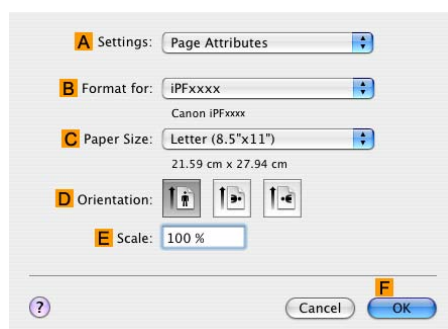 A Settings: Page Attributes
B Format for: iPFxxxx
Canon iPFxxxx
C Paper Size: Letter (8.5"x11")
21.59 cm x 27.94 cm
D Orientation:
E Scale: 100 %
F
? Cancel OK